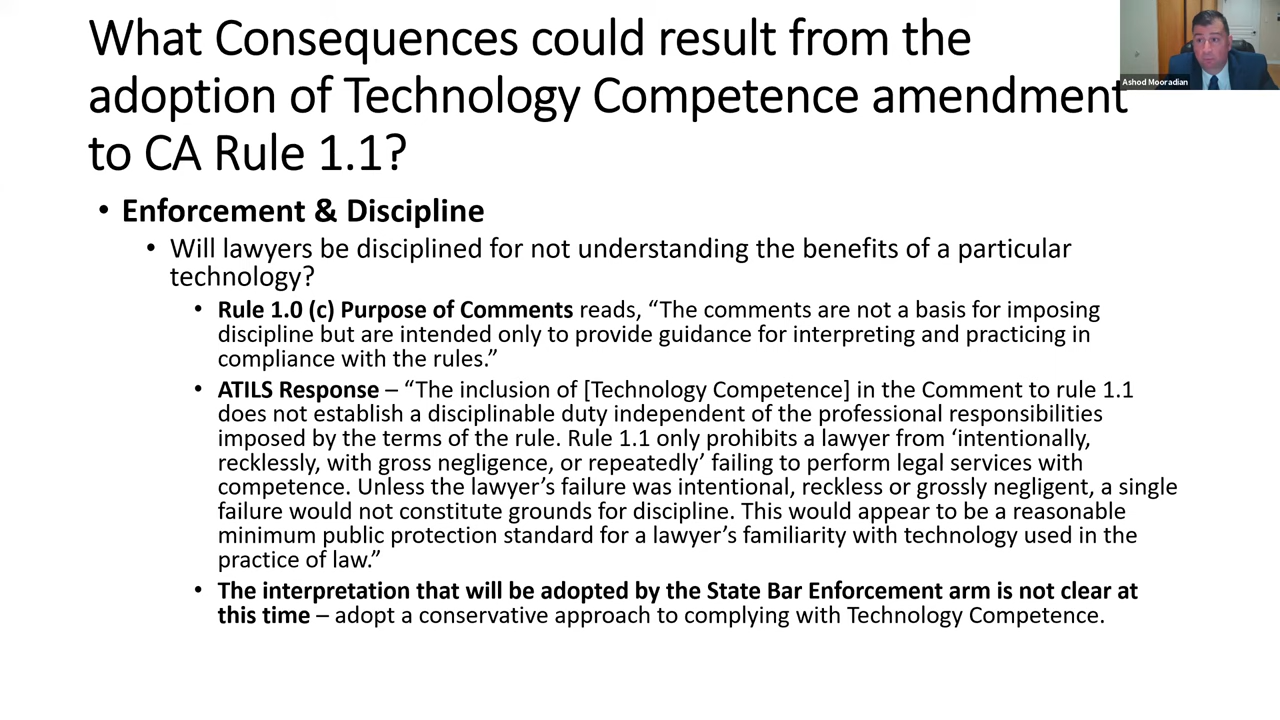 What Consequences could result from the
adoption of Technology Competence amendment
to CA Rule 1.1?
Ashod Mooradian
• Enforcement & Discipline
• Will lawyers be disciplined for not understanding the benefits of a particular
technology?
• Rule 1.0 (c) Purpose of Comments reads, “The comments are not a basis for imposing
discipline but are intended only to provide guidance for interpreting and practicing in
compliance with the rules.”
• ATILS Response – “The inclusion of [Technology Competence] in the Comment to rule 1.1
does not establish a disciplinable duty independent of the professional responsibilities
imposed by the terms of the rule. Rule 1.1 only prohibits a lawyer from ‘intentionally,
recklessly, with gross negligence, or repeatedly’ failing to perform legal services with
competence. Unless the lawyer’s failure was intentional, reckless or grossly negligent, a single
failure would not constitute grounds for discipline. This would appear to be a reasonable
minimum public protection standard for a lawyer’s familiarity with technology used in the
practice of law.”
• The interpretation that will be adopted by the State Bar Enforcement arm is not clear at
this time – adopt a conservative approach to complying with Technology Competence.